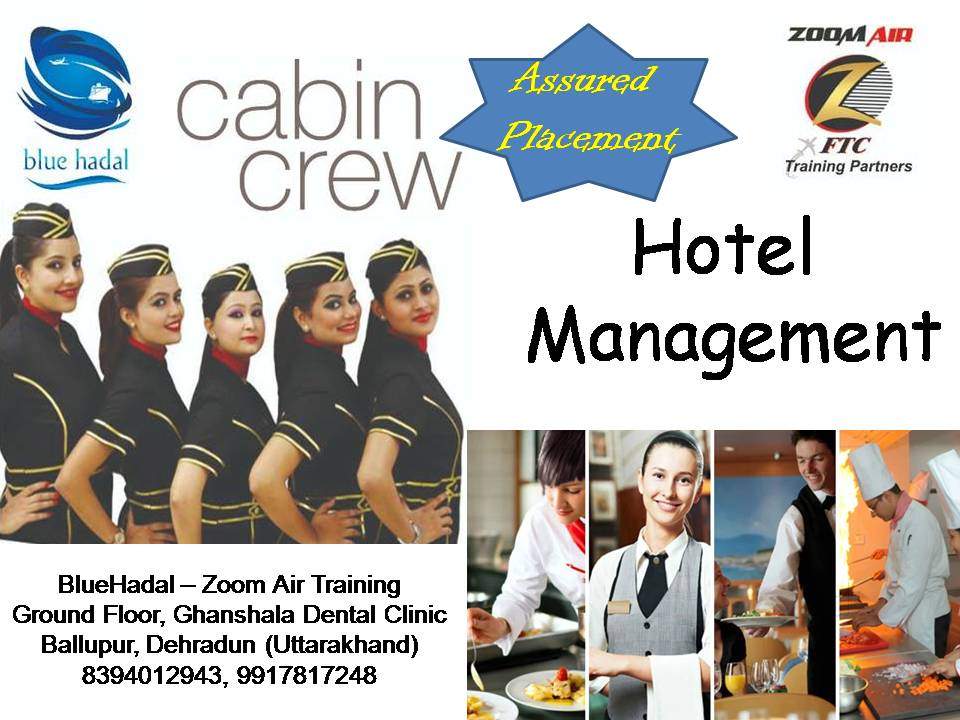 blue hadal
cabin
crew
Assured
Placement
ZOOM AIR
Z
FTC
Training Partners
Hotel
Management
BlueHadal – Zoom Air Training
Ground Floor, Ghanshala Dental Clinic
Ballupur, Dehradun (Uttarakhand)
8394012943, 9917817248